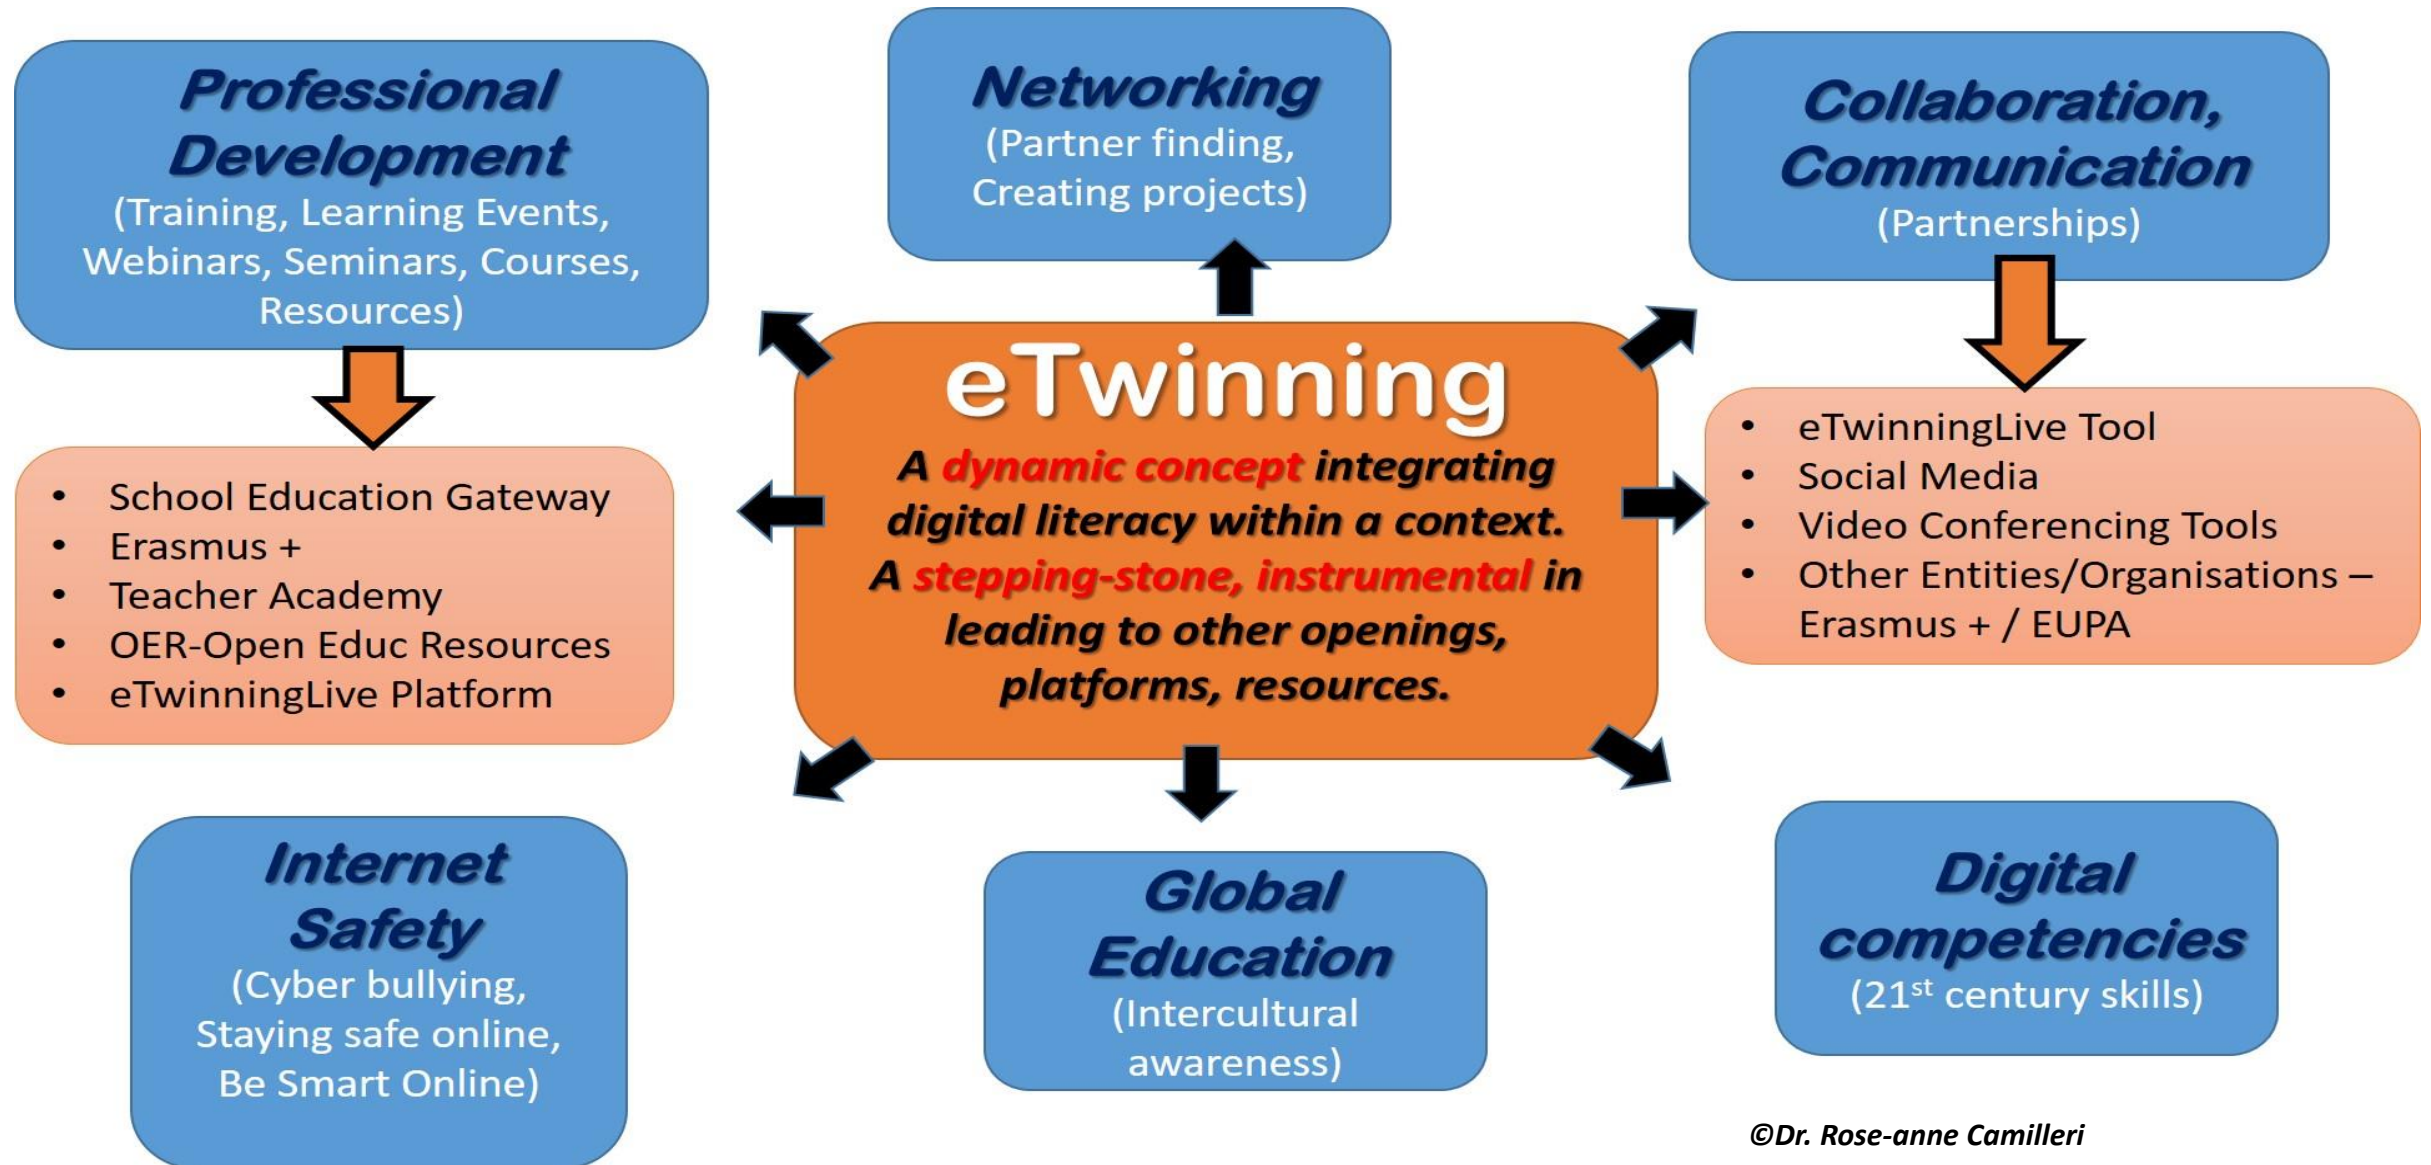 Professional
Development
(Training, Learning Events,
Webinars, Seminars, Courses,
Resources)
Networking
(Partner finding,
Creating projects)
Collaboration,
Communication
(Partnerships)
eTwinning
A dynamic concept integrating
digital literacy within a context.
A stepping-stone, instrumental in
leading to other openings,
platforms, resources.
• School Education Gateway
• Erasmus +
• Teacher Academy
• OER-Open Educ Resources
• eTwinningLive Platform
• eTwinningLive Tool
• Social Media
• Video Conferencing Tools
• Other Entities/Organisations –
Erasmus + / EUPA
Internet
Safety
(Cyber bullying,
Staying safe online,
Be Smart Online)
Global
Education
(Intercultural
awareness)
Digital
competencies
(21st century skills)
©Dr. Rose-anne Camilleri